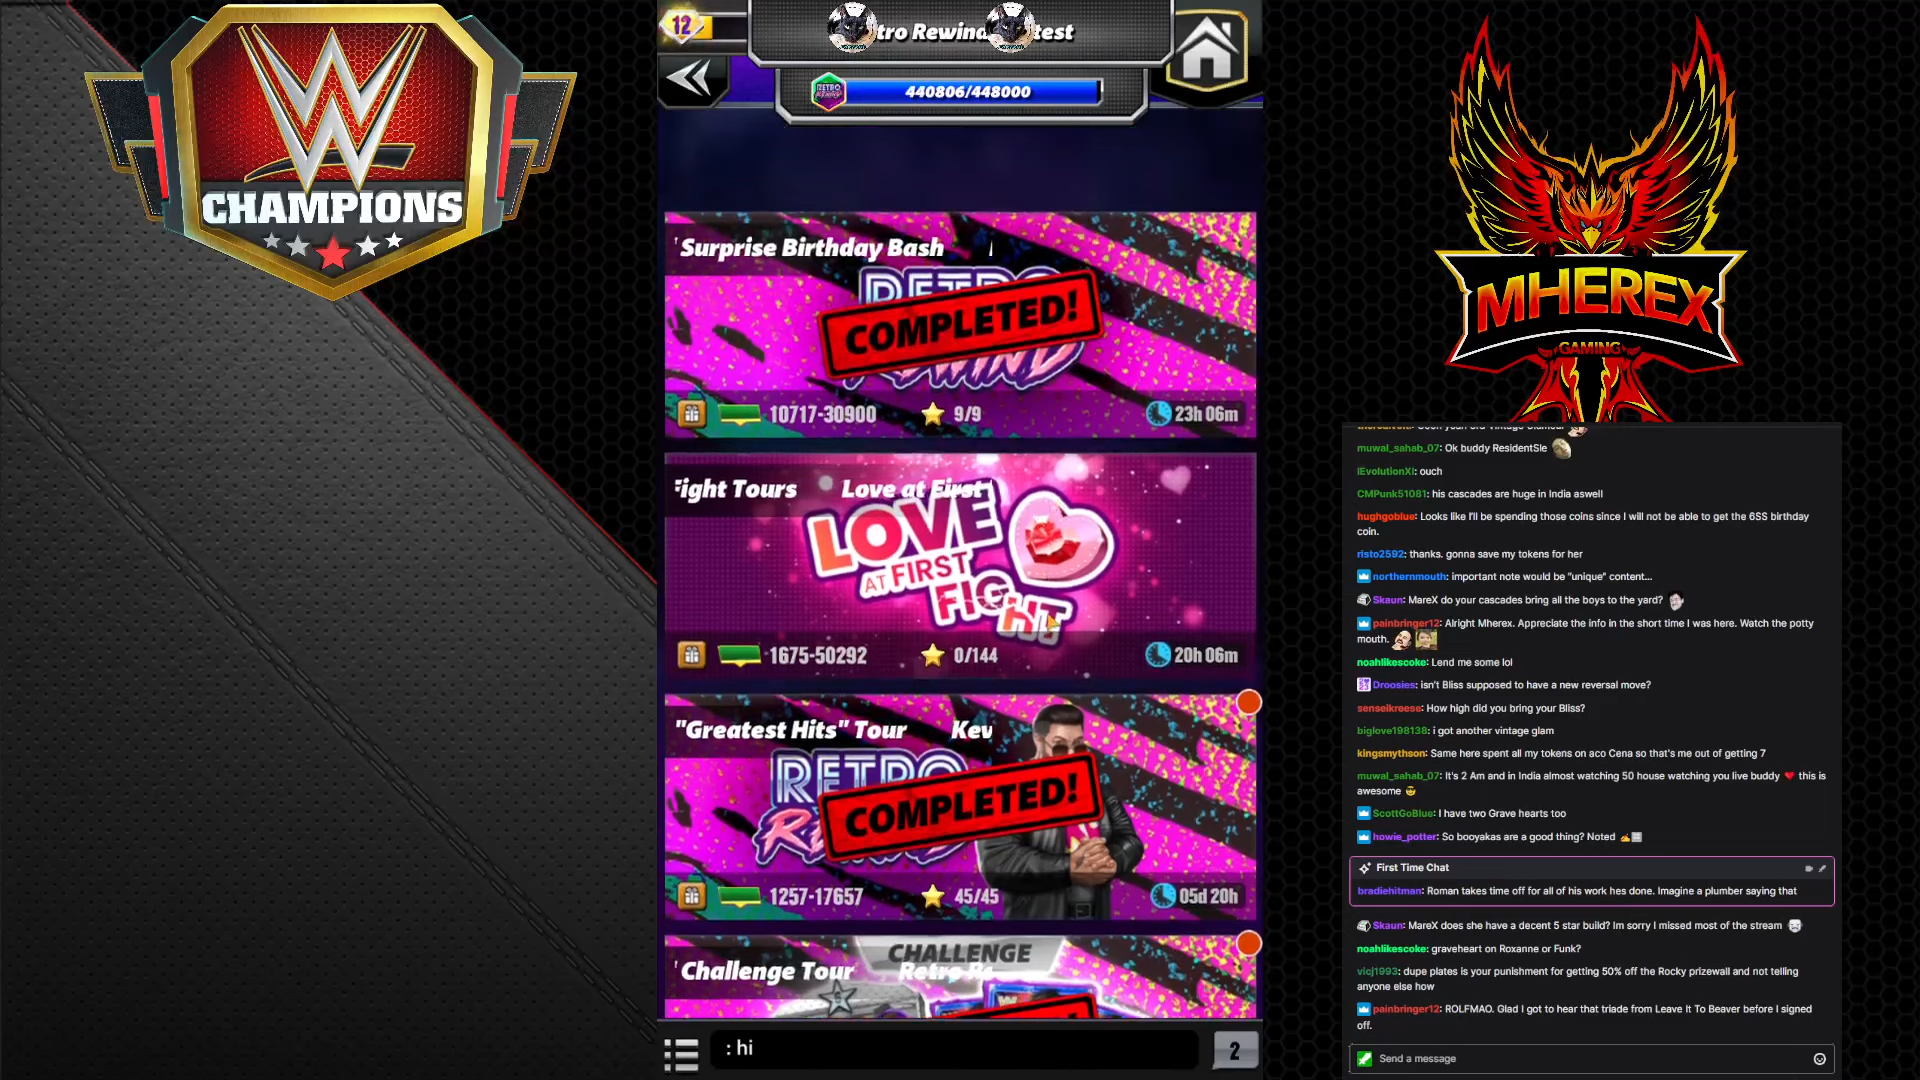 CHAMPIONS
12
tro Rewind
test
440806/448000
Surprise Birthday Bash
RETRO
COMPLETED!
10717-30900
9/9
23h 06m
ight Tours
Love at First
LOVE
AT FIRST
FIGHT
1675-50292
0/144
20h 06m
"Greatest Hits" Tour
Kev
RETRO
COMPLETED!
1257-17657
45/45
05d 20h
CHALLENGE
Challenge Tour
: hi
2
MHEREX
GAMING
muwal_sahab_07: Ok buddy ResidentSle
IEvolutionXI: ouch
CMPunk51081: his cascades are huge in India aswell
hughgoblue: Looks like I'll be spending those coins since I will not be able to get the 6SS birthday
coin.
risto2592: thanks. gonna save my tokens for her
northernmouth: important note would be "unique" content...
Skaun: MareX do your cascades bring all the boys to the yard?
painbringer12: Alright Mherex. Appreciate the info in the short time I was here. Watch the potty
mouth.
noahlikescoke: Lend me some lol
Droosies: isn't Bliss supposed to have a new reversal move?
senseikreese: How high did you bring your Bliss?
biglove198138: i got another vintage glam
kingsmythson: Same here spent all my tokens on aco Cena so that's me out of getting 7
muwal_sahab_07: It's 2 Am and in India almost watching 50 house watching you live buddy ❤ this is
awesome 😎
ScottGoBlue: I have two Grave hearts too
howie_potter: So booyakas are a good thing? Noted
First Time Chat
bradiehitman: Roman takes time off for all of his work hes done. Imagine a plumber saying that
Skaun: MareX does she have a decent 5 star build? Im sorry I missed most of the stream
noahlikescoke: graveheart on Roxanne or Funk?
vicj1993: dupe plates is your punishment for getting 50% off the Rocky prizewall and not telling
anyone else how
painbringer12: ROLFMAO. Glad I got to hear that triade from Leave It To Beaver before I signed
off.
Send a message